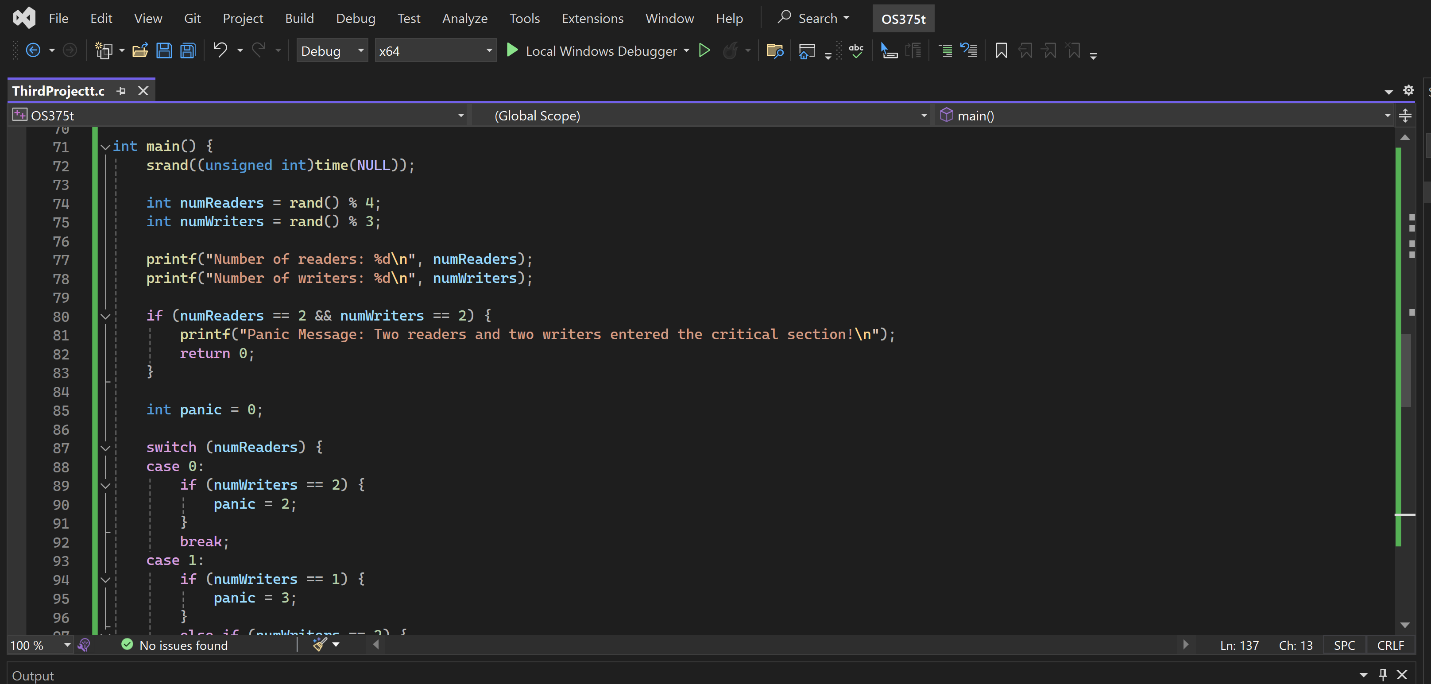 File Edit View Git Project Build Debug Test Analyze Tools Extensions Window Help Search OS375t
Debug x64 Local Windows Debugger abc
ThirdProjectt.c
OS375t (Global Scope) main()
70
71 int main() {
72 srand((unsigned int)time(NULL));
73
74 int numReaders = rand() % 4;
75 int numWriters = rand() % 3;
76
77 printf("Number of readers: %d\n", numReaders);
78 printf("Number of writers: %d\n", numWriters);
79
80 if (numReaders == 2 && numWriters == 2) {
81 printf("Panic Message: Two readers and two writers entered the critical section!\n");
82 return 0;
83 }
84
85 int panic = 0;
86
87 switch (numReaders) {
88 case 0:
89 if (numWriters == 2) {
90 panic = 2;
91 }
92 break;
93 case 1:
94 if (numWriters == 1) {
95 panic = 3;
96 }
97 else if (numWriters == 2) {
100 % No issues found Ln: 137 Ch: 13 SPC CRLF
Output